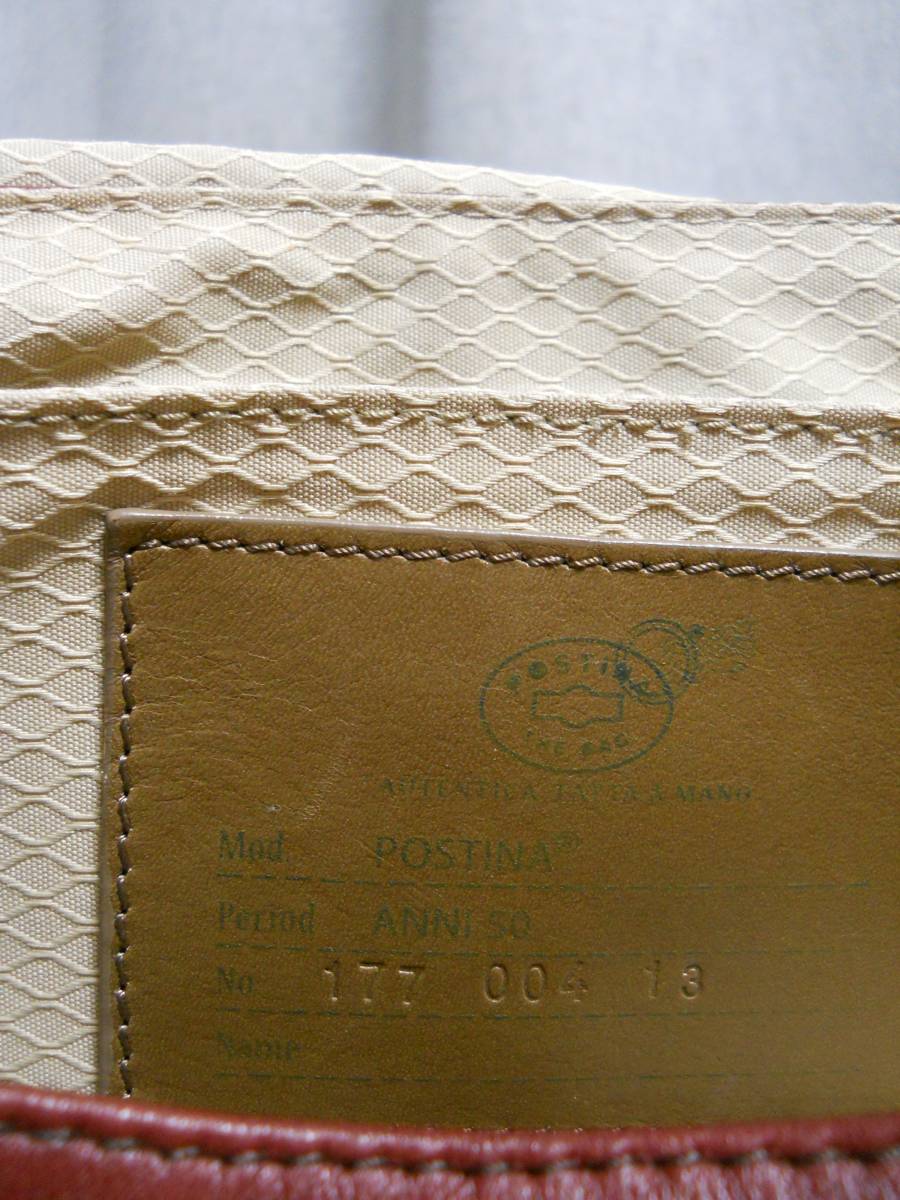 POSTINA
THE BAG
AUTENTICA FATTA A MANO
Mod. POSTINA®
Period ANNI 50
No 177 004 13
Name